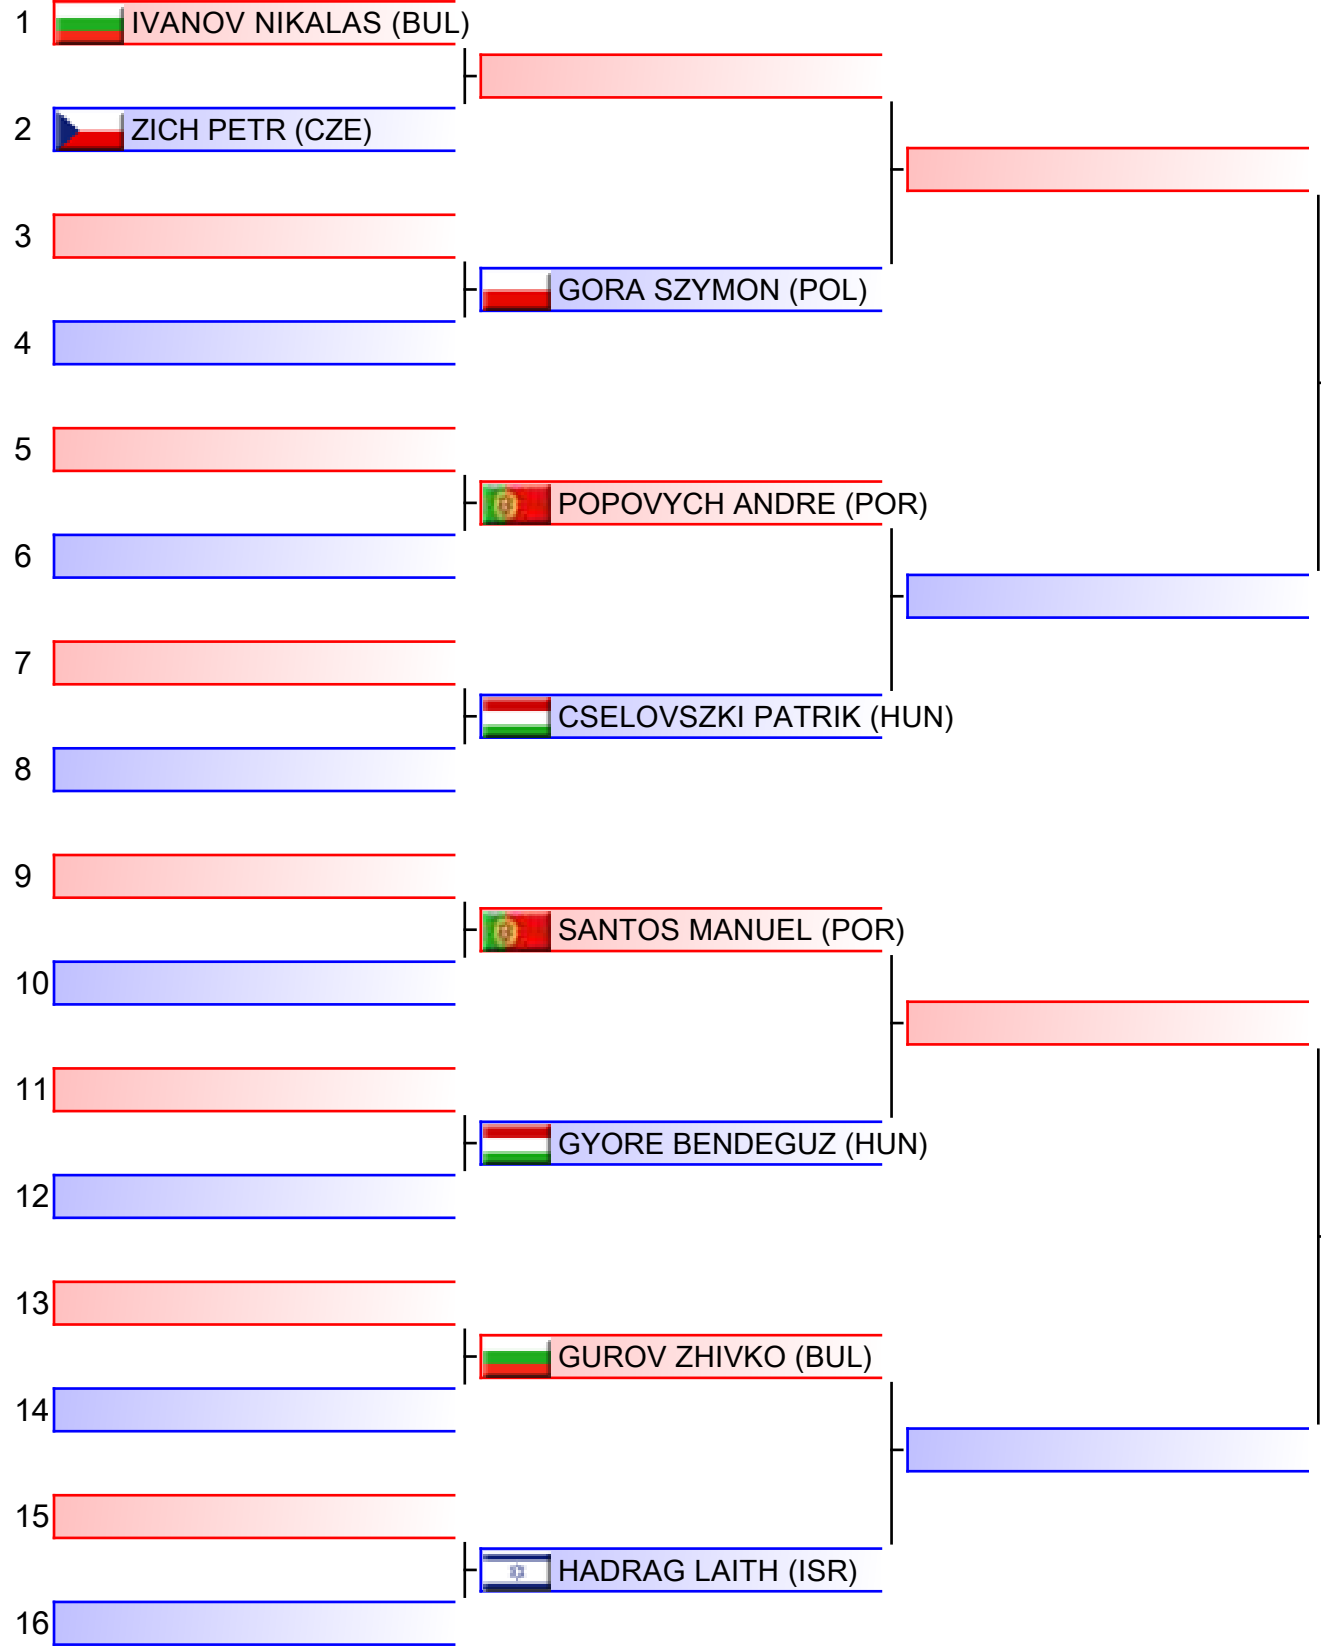 1 IVANOV NIKALAS (BUL)
2 ZICH PETR (CZE)
3
GORA SZYMON (POL)
4
5
POPOVYCH ANDRE (POR)
6
7
CSELOVSZKI PATRIK (HUN)
8
9
SANTOS MANUEL (POR)
10
11
GYORE BENDEGUZ (HUN)
12
13
GUROV ZHIVKO (BUL)
14
15
HADRAG LAITH (ISR)
16